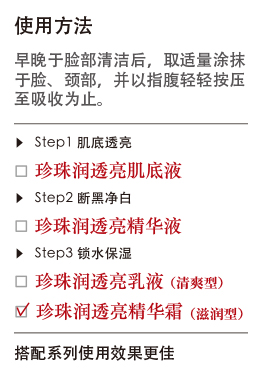 使用方法
早晚于脸部清洁后，取适量涂抹
于脸、颈部，并以指腹轻轻按压
至吸收为止。
Step1 肌底透亮
珍珠润透亮肌底液
Step2 断黑净白
珍珠润透亮精华液
Step3 锁水保湿
珍珠润透亮乳液（清爽型）
珍珠润透亮精华霜（滋润型）
搭配系列使用效果更佳